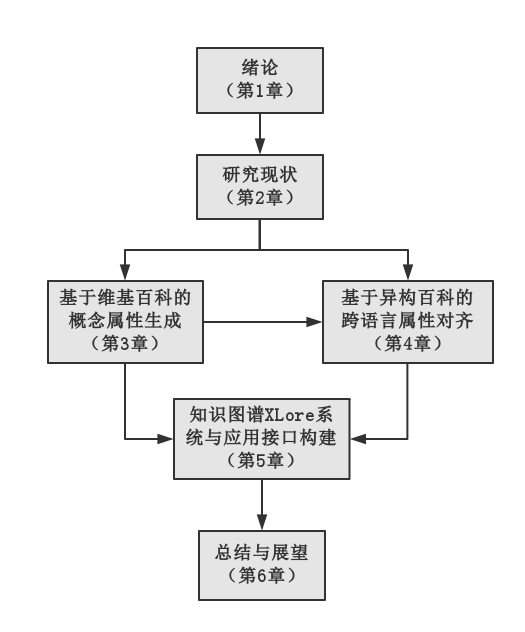 绪论
（第1章）
研究现状
（第2章）
基于维基百科的
概念属性生成
（第3章）
基于异构百科的
跨语言属性对齐
（第4章）
知识图谱XLore系
统与应用接口构建
（第5章）
总结与展望
（第6章）